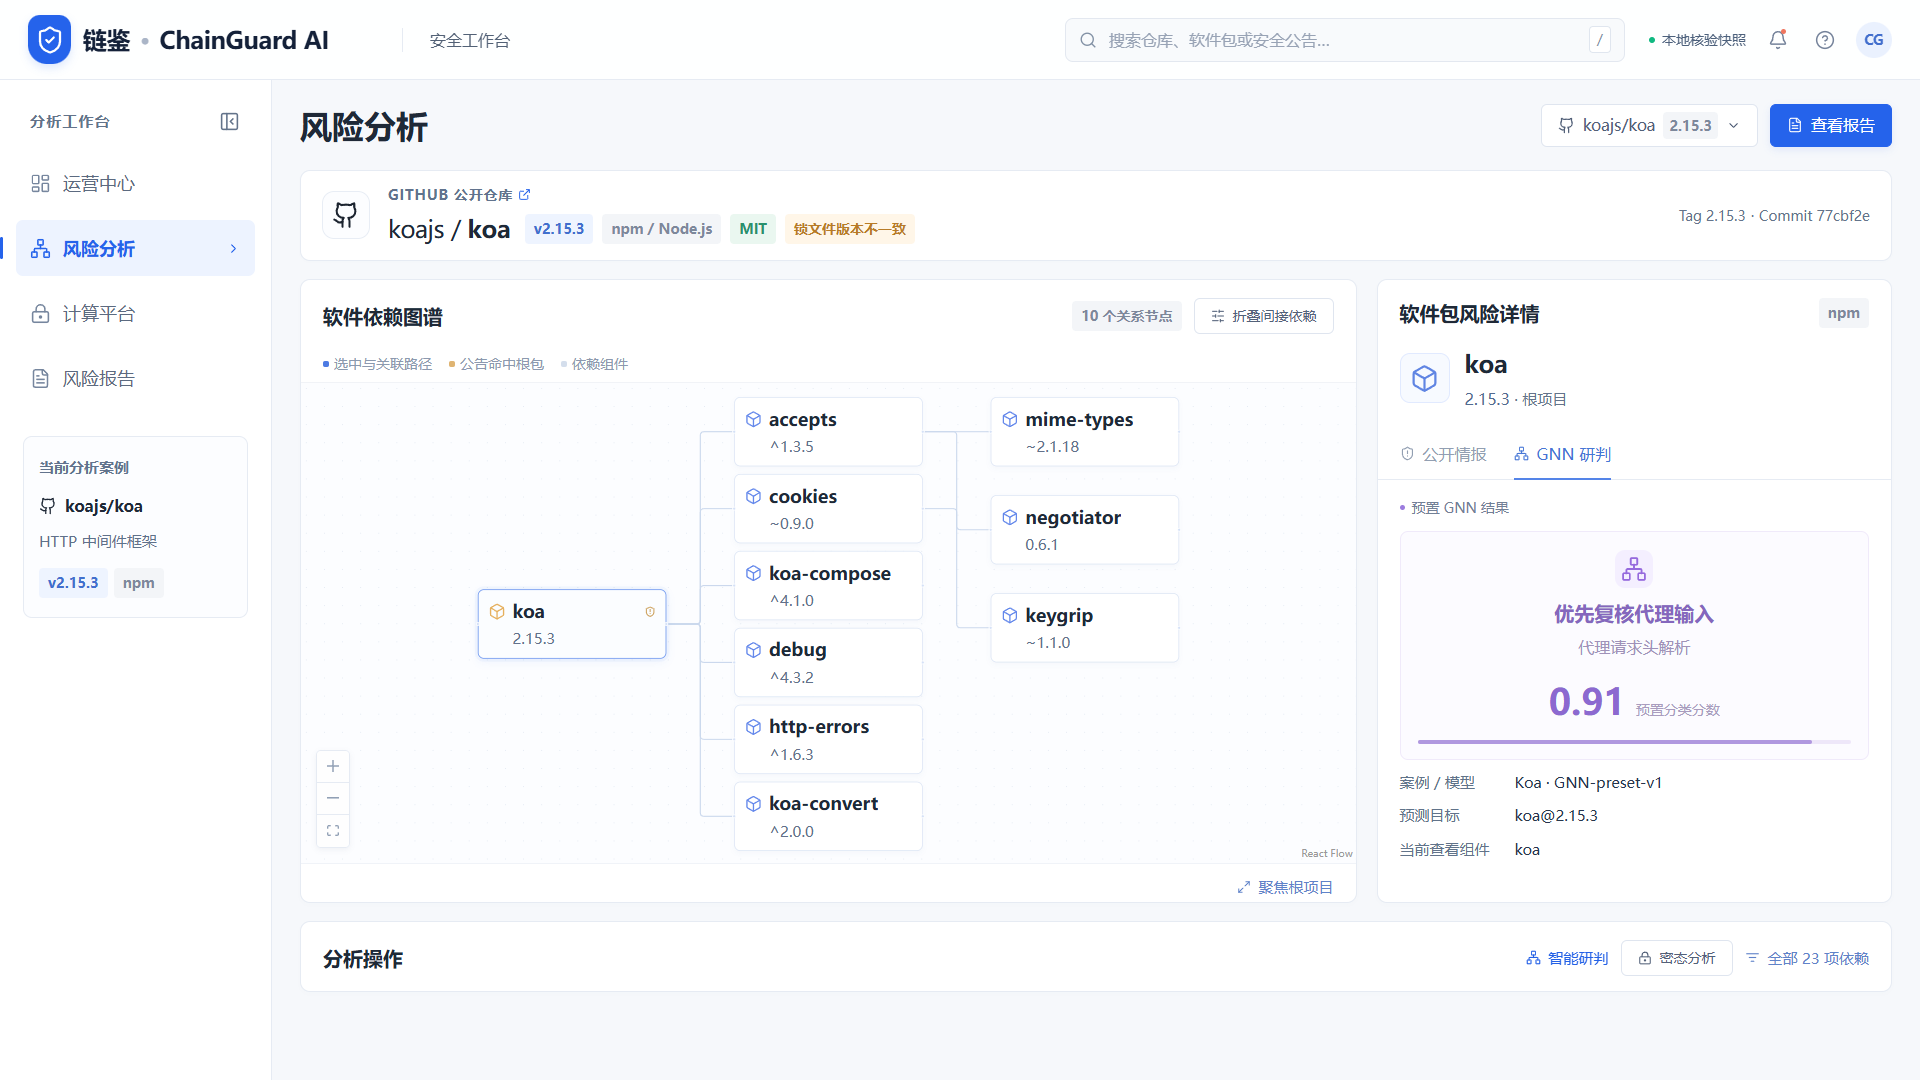 链鉴 • ChainGuard AI
安全工作台
搜索仓库、软件包或安全公告...
/
本地核验快照
CG
分析工作台
运营中心
风险分析
计算平台
风险报告
当前分析案例
koajs/koa
HTTP 中间件框架
v2.15.3 npm
风险分析
koajs/koa 2.15.3
查看报告
GITHUB 公开仓库
koajs / koa v2.15.3 npm / Node.js MIT 锁文件版本不一致
Tag 2.15.3 · Commit 77cbf2e
软件依赖图谱
10 个关系节点
折叠间接依赖
选中与关联路径 公告命中根包 依赖组件
koa
2.15.3
accepts
^1.3.5
cookies
~0.9.0
koa-compose
^4.1.0
debug
^4.3.2
http-errors
^1.6.3
koa-convert
^2.0.0
mime-types
~2.1.18
negotiator
0.6.1
keygrip
~1.1.0
React Flow
聚焦根项目
软件包风险详情
npm
koa
2.15.3 · 根项目
公开情报 GNN 研判
预置 GNN 结果
优先复核代理输入
代理请求头解析
0.91 预置分类分数
案例 / 模型 Koa · GNN-preset-v1
预测目标 koa@2.15.3
当前查看组件 koa
分析操作
智能研判 密态分析 全部 23 项依赖